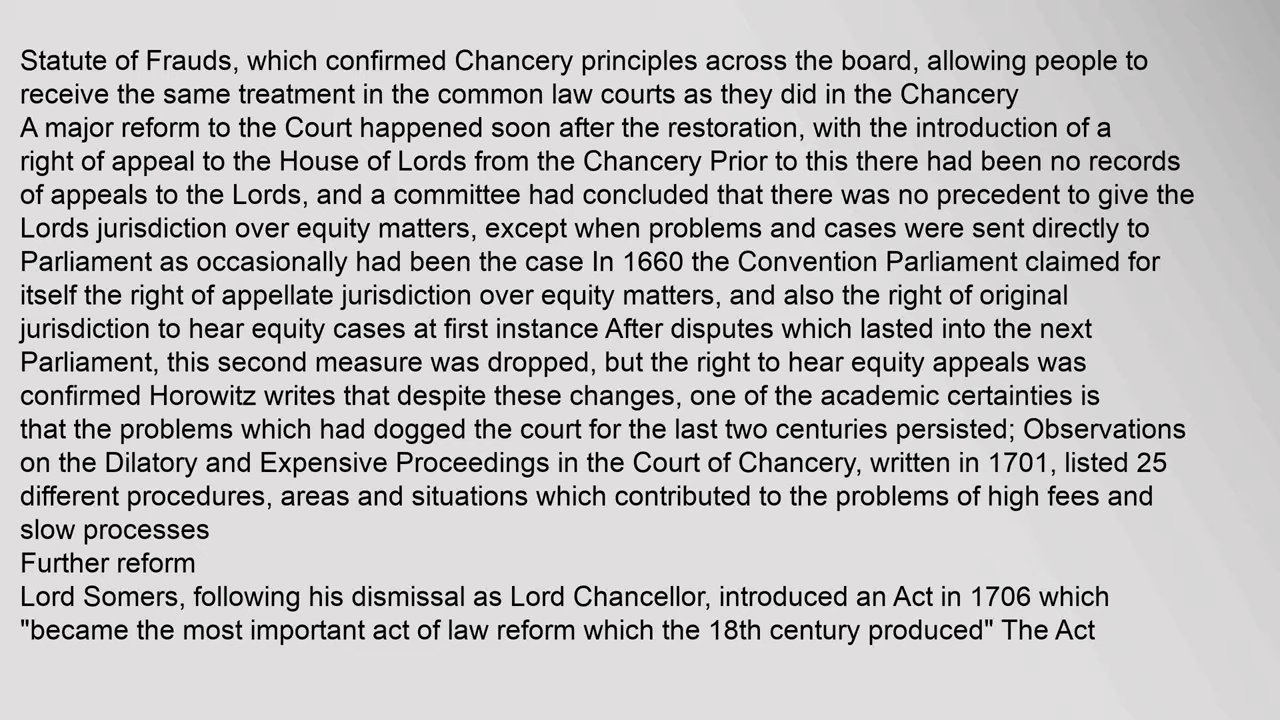 Statute of Frauds, which confirmed Chancery principles across the board, allowing people to
receive the same treatment in the common law courts as they did in the Chancery
A major reform to the Court happened soon after the restoration, with the introduction of a
right of appeal to the House of Lords from the Chancery Prior to this there had been no records
of appeals to the Lords, and a committee had concluded that there was no precedent to give the
Lords jurisdiction over equity matters, except when problems and cases were sent directly to
Parliament as occasionally had been the case In 1660 the Convention Parliament claimed for
itself the right of appellate jurisdiction over equity matters, and also the right of original
jurisdiction to hear equity cases at first instance After disputes which lasted into the next
Parliament, this second measure was dropped, but the right to hear equity appeals was
confirmed Horowitz writes that despite these changes, one of the academic certainties is
that the problems which had dogged the court for the last two centuries persisted; Observations
on the Dilatory and Expensive Proceedings in the Court of Chancery, written in 1701, listed 25
different procedures, areas and situations which contributed to the problems of high fees and
slow processes
Further reform
Lord Somers, following his dismissal as Lord Chancellor, introduced an Act in 1706 which
"became the most important act of law reform which the 18th century produced" The Act